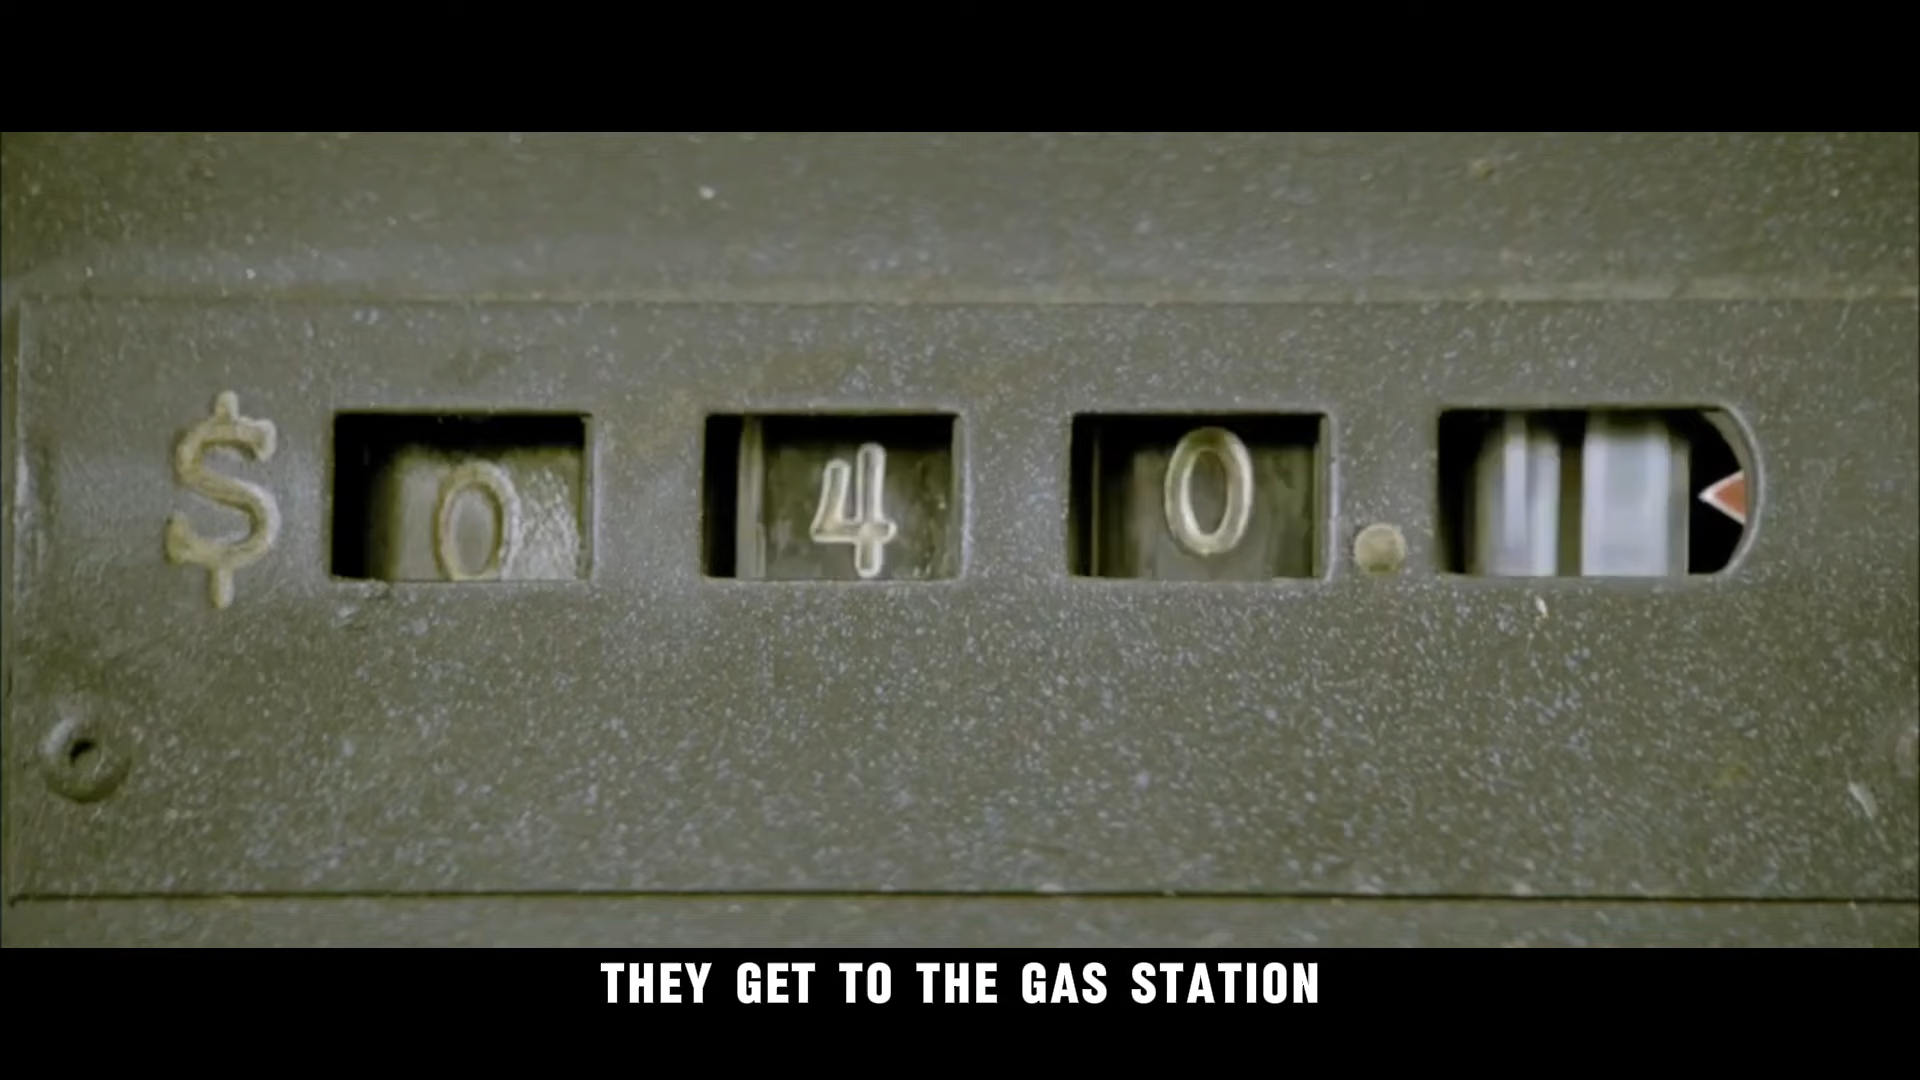 $ 0 4 0 .
THEY GET TO THE GAS STATION